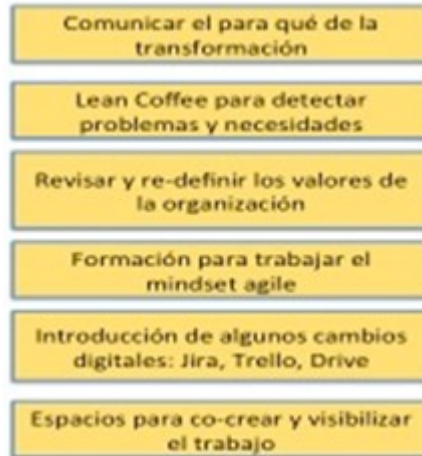 Comunicar el para qué de la
transformación
Lean Coffee para detectar
problemas y necesidades
Revisar y re-definir los valores de
la organización
Formación para trabajar el
mindset agile
Introducción de algunos cambios
digitales: Jira, Trello, Drive
Espacios para co-crear y visibilizar
el trabajo